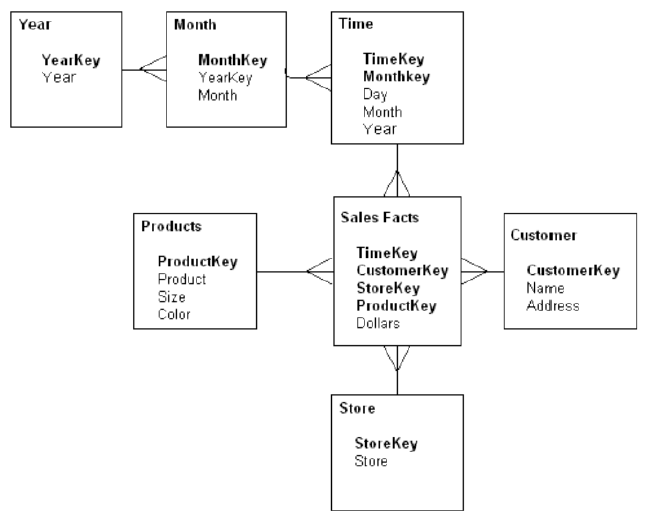 Year
YearKey
Year
Month
MonthKey
YearKey
Month
Time
TimeKey
Monthkey
Day
Month
Year
Products
ProductKey
Product
Size
Color
Sales Facts
TimeKey
CustomerKey
StoreKey
ProductKey
Dollars
Customer
CustomerKey
Name
Address
Store
StoreKey
Store